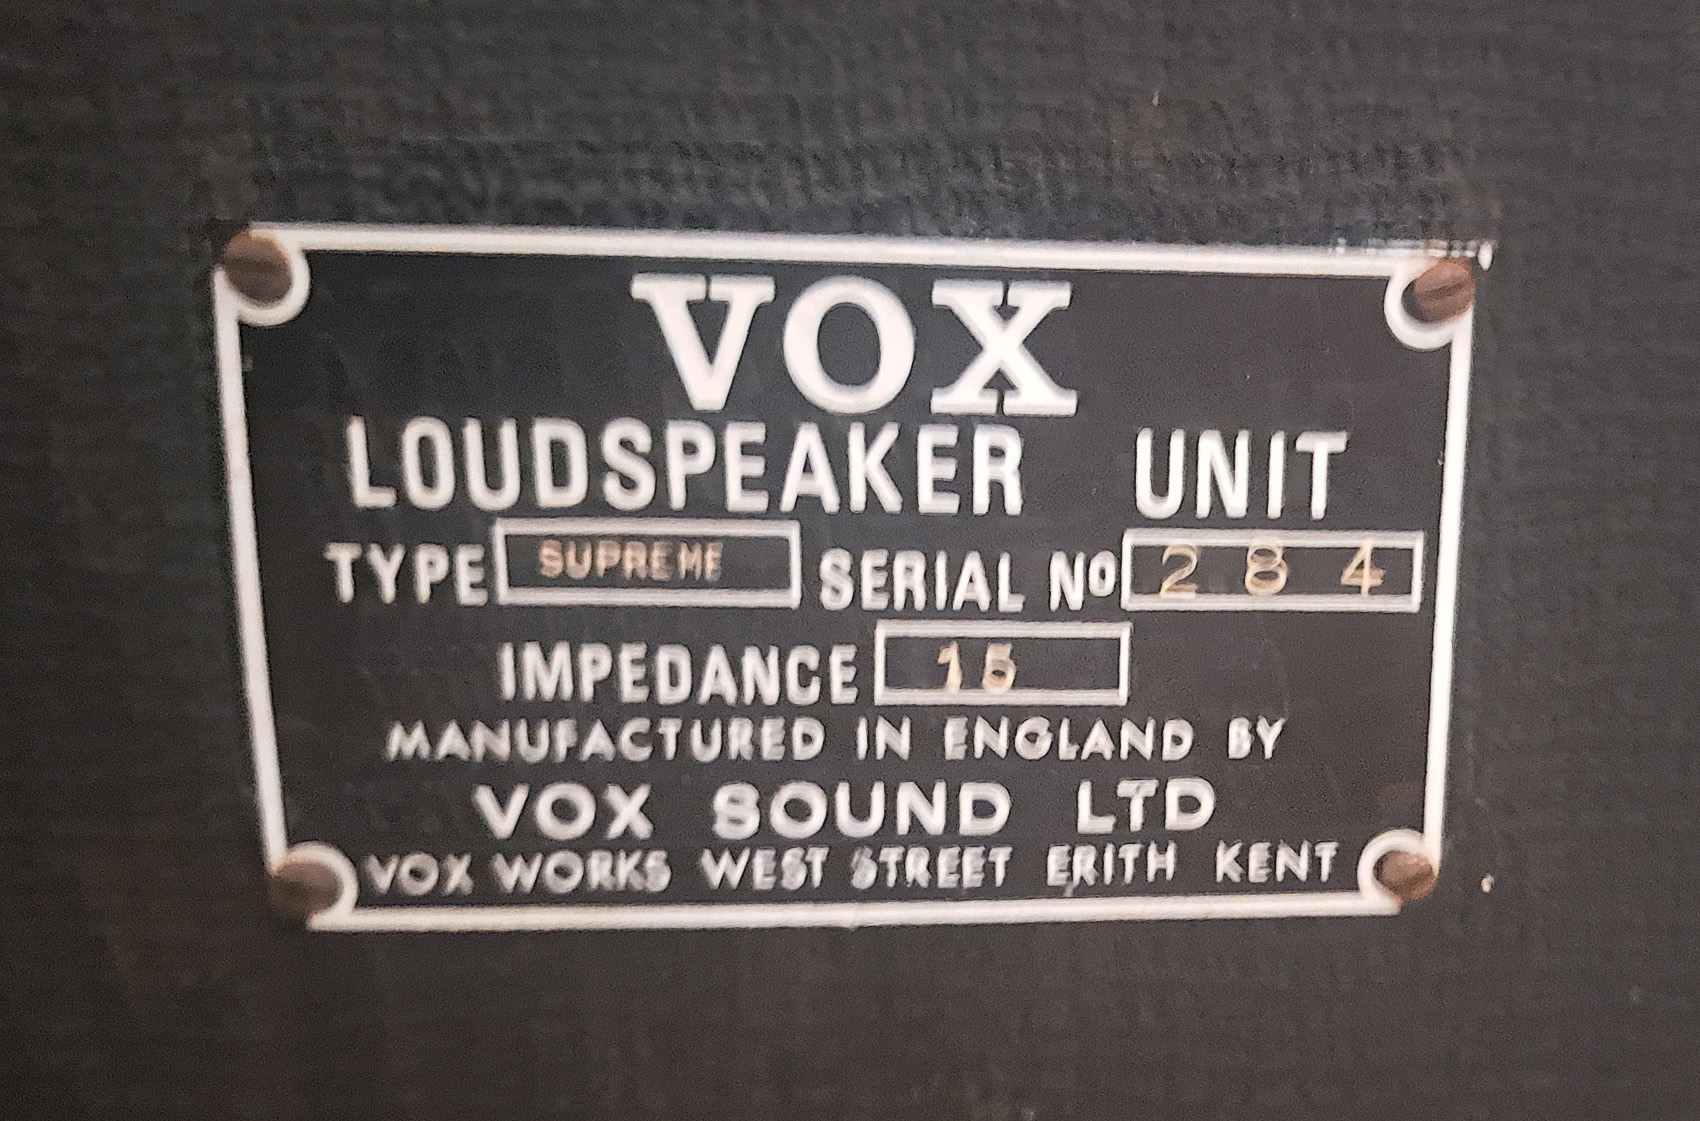 VOX
LOUDSPEAKER UNIT
TYPE SUPREME SERIAL Nº 284
IMPEDANCE 15
MANUFACTURED IN ENGLAND BY
VOX SOUND LTD
VOX WORKS WEST STREET ERITH KENT